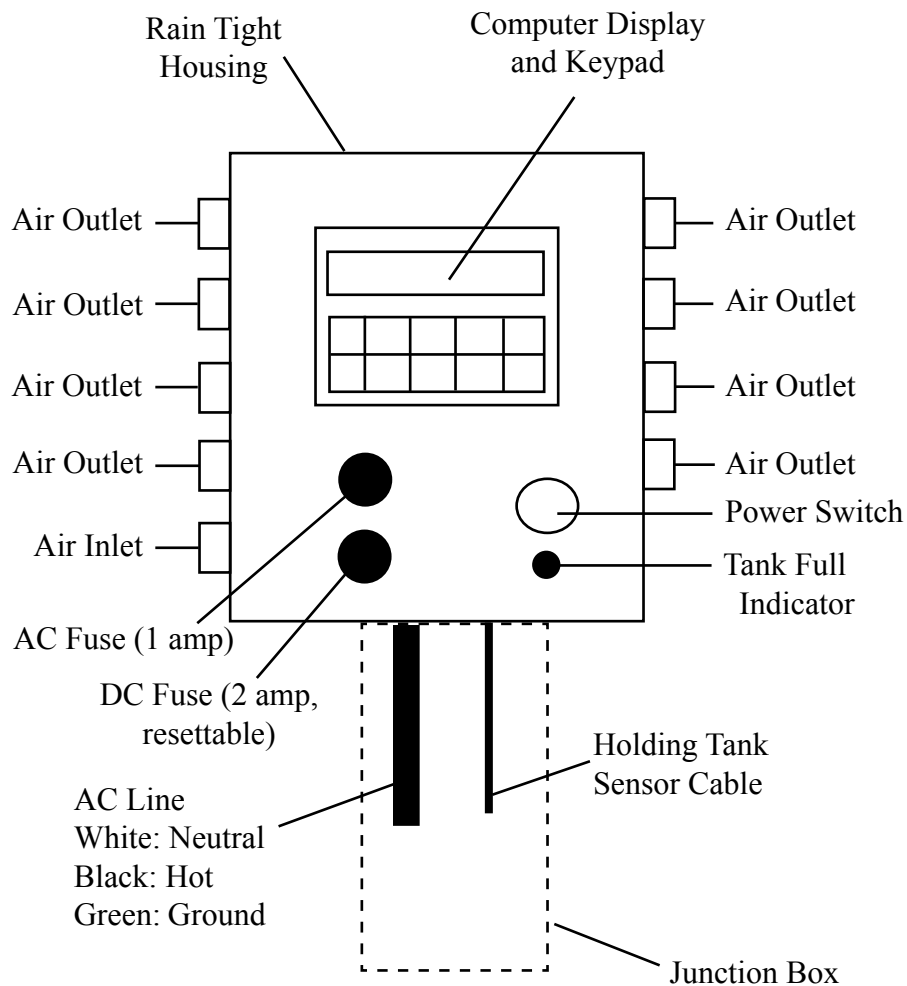 Rain Tight
Housing
Computer Display
and Keypad
Air Outlet
Air Outlet
Air Outlet
Air Outlet
Air Inlet
Air Outlet
Air Outlet
Air Outlet
Air Outlet
Power Switch
Tank Full
Indicator
AC Fuse (1 amp)
DC Fuse (2 amp,
resettable)
Holding Tank
Sensor Cable
AC Line
White: Neutral
Black: Hot
Green: Ground
Junction Box